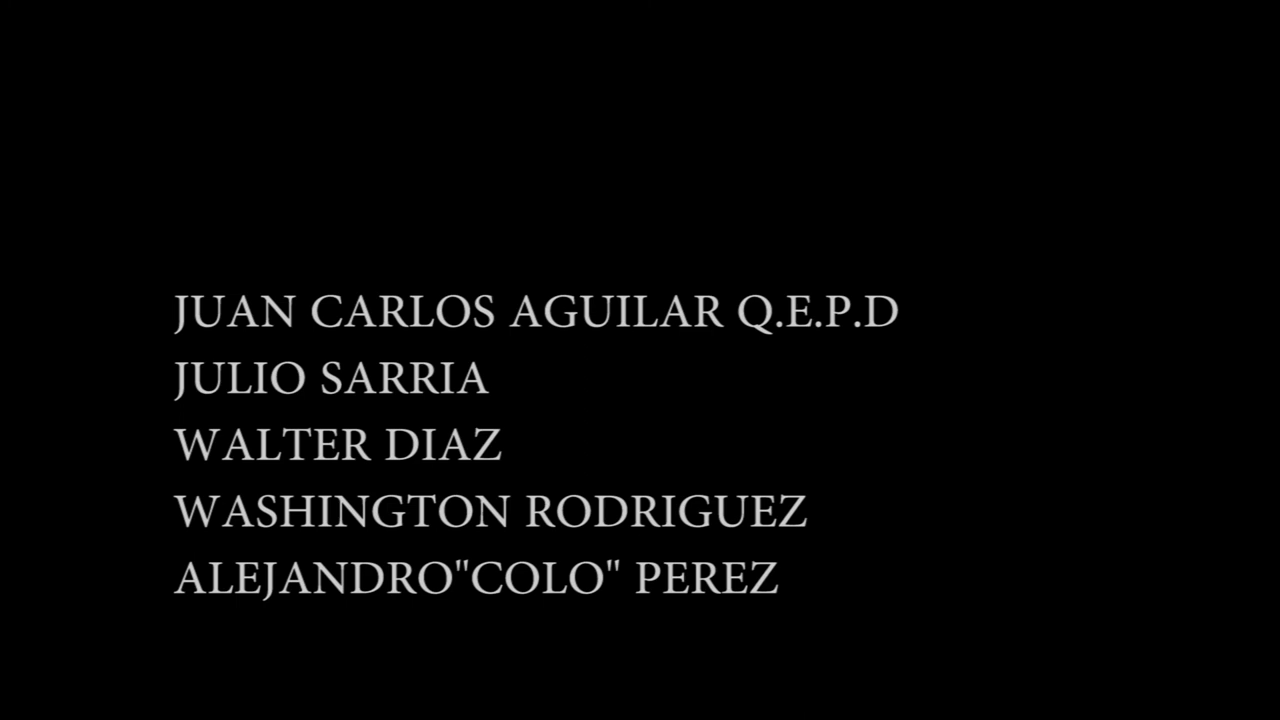 JUAN CARLOS AGUILAR Q.E.P.D
JULIO SARRIA
WALTER DIAZ
WASHINGTON RODRIGUEZ
ALEJANDRO"COLO" PEREZ